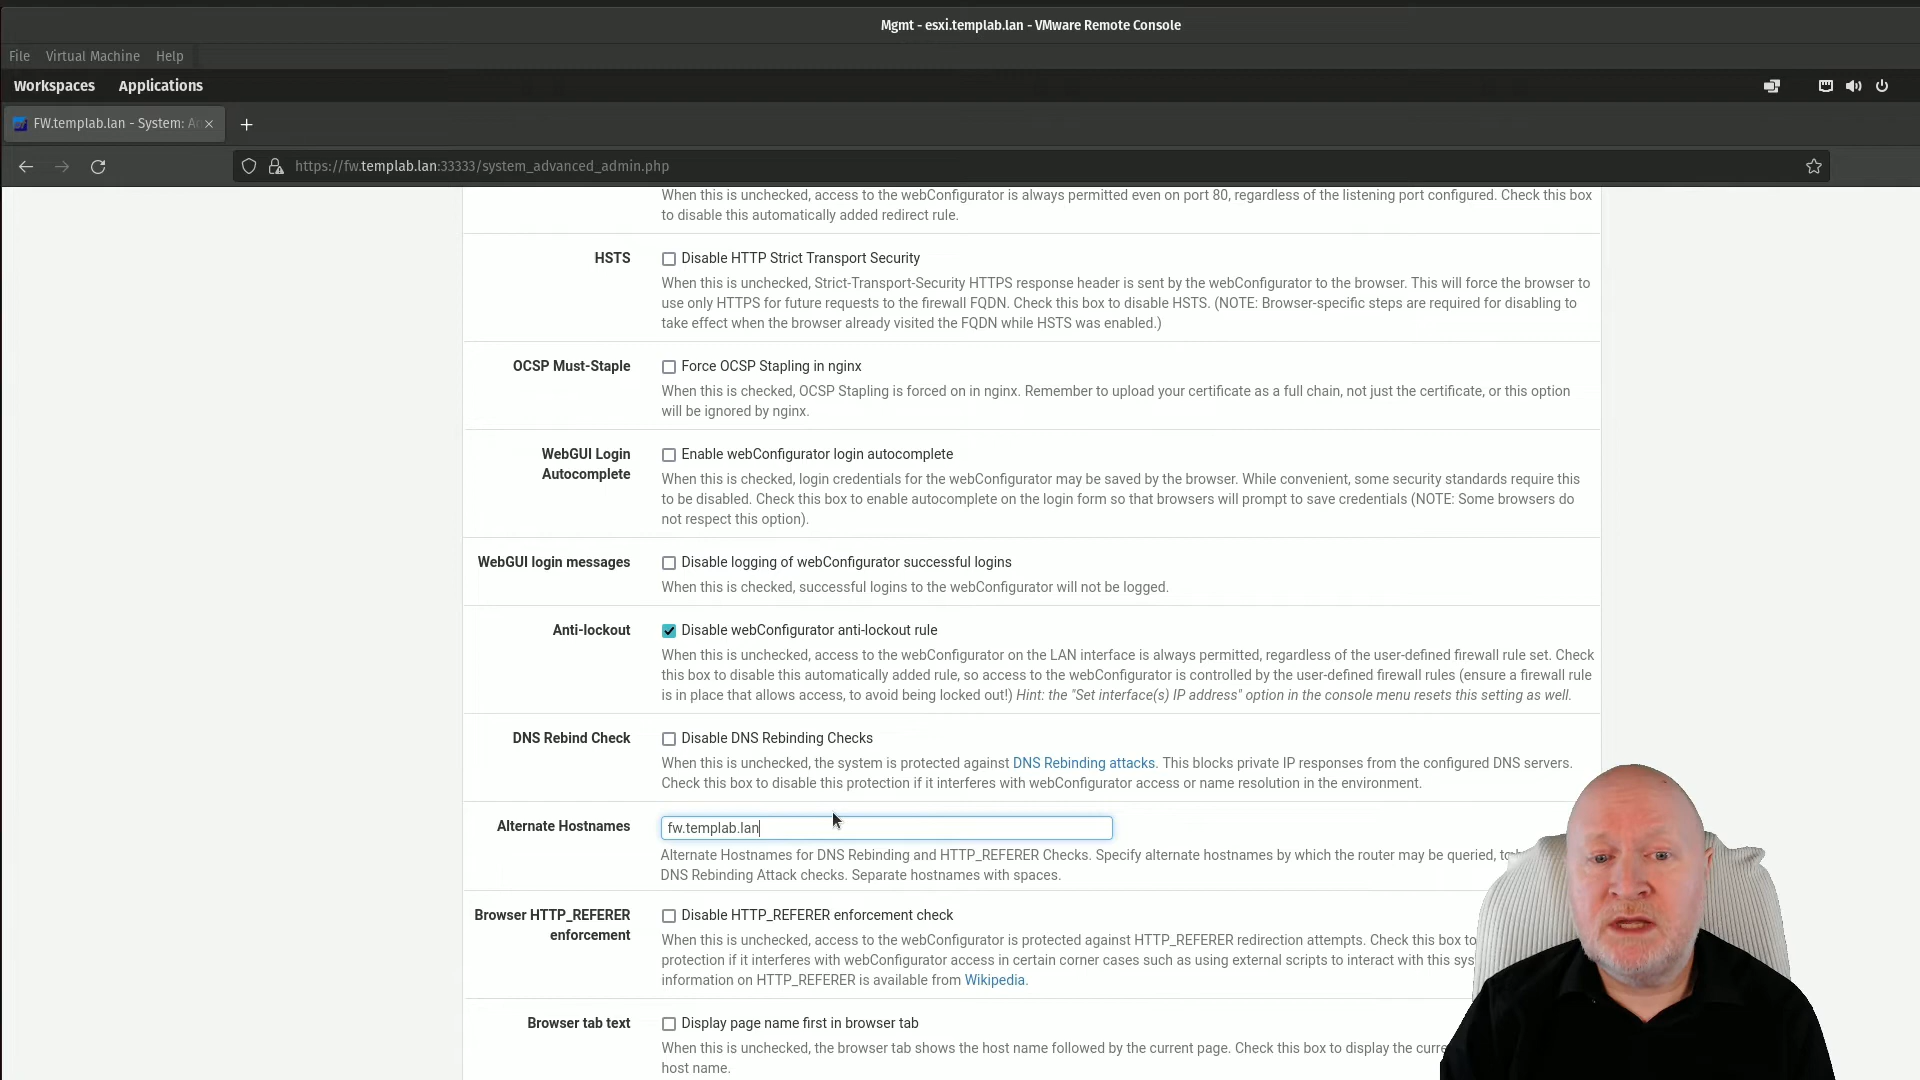 Mgmt - esxi.templab.lan - VMware Remote Console
File Virtual Machine Help
Workspaces Applications
FW.templab.lan - System: A
https://fw.templab.lan:33333/system_advanced_admin.php
When this is unchecked, access to the webConfigurator is always permitted even on port 80, regardless of the listening port configured. Check this box
to disable this automatically added redirect rule.
HSTS
Disable HTTP Strict Transport Security
When this is unchecked, Strict-Transport-Security HTTPS response header is sent by the webConfigurator to the browser. This will force the browser to
use only HTTPS for future requests to the firewall FQDN. Check this box to disable HSTS. (NOTE: Browser-specific steps are required for disabling to
take effect when the browser already visited the FQDN while HSTS was enabled.)
OCSP Must-Staple
Force OCSP Stapling in nginx
When this is checked, OCSP Stapling is forced on in nginx. Remember to upload your certificate as a full chain, not just the certificate, or this option
will be ignored by nginx.
WebGUI Login
Autocomplete
Enable webConfigurator login autocomplete
When this is checked, login credentials for the webConfigurator may be saved by the browser. While convenient, some security standards require this
to be disabled. Check this box to enable autocomplete on the login form so that browsers will prompt to save credentials (NOTE: Some browsers do
not respect this option).
WebGUI login messages
Disable logging of webConfigurator successful logins
When this is checked, successful logins to the webConfigurator will not be logged.
Anti-lockout
Disable webConfigurator anti-lockout rule
When this is unchecked, access to the webConfigurator on the LAN interface is always permitted, regardless of the user-defined firewall rule set. Check
this box to disable this automatically added rule, so access to the webConfigurator is controlled by the user-defined firewall rules (ensure a firewall rule
is in place that allows access, to avoid being locked out!) Hint: the "Set interface(s) IP address" option in the console menu resets this setting as well.
DNS Rebind Check
Disable DNS Rebinding Checks
When this is unchecked, the system is protected against DNS Rebinding attacks. This blocks private IP responses from the configured DNS servers.
Check this box to disable this protection if it interferes with webConfigurator access or name resolution in the environment.
Alternate Hostnames
fw.templab.lan
Alternate Hostnames for DNS Rebinding and HTTP_REFERER Checks. Specify alternate hostnames by which the router may be queried,
DNS Rebinding Attack checks. Separate hostnames with spaces.
Browser HTTP_REFERER
enforcement
Disable HTTP_REFERER enforcement check
When this is unchecked, access to the webConfigurator is protected against HTTP_REFERER redirection attempts. Check this box to
protection if it interferes with webConfigurator access in certain corner cases such as using external scripts to interact with this sys
information on HTTP_REFERER is available from Wikipedia.
Browser tab text
Display page name first in browser tab
When this is unchecked, the browser tab shows the host name followed by the current page. Check this box to display the curre
host name.